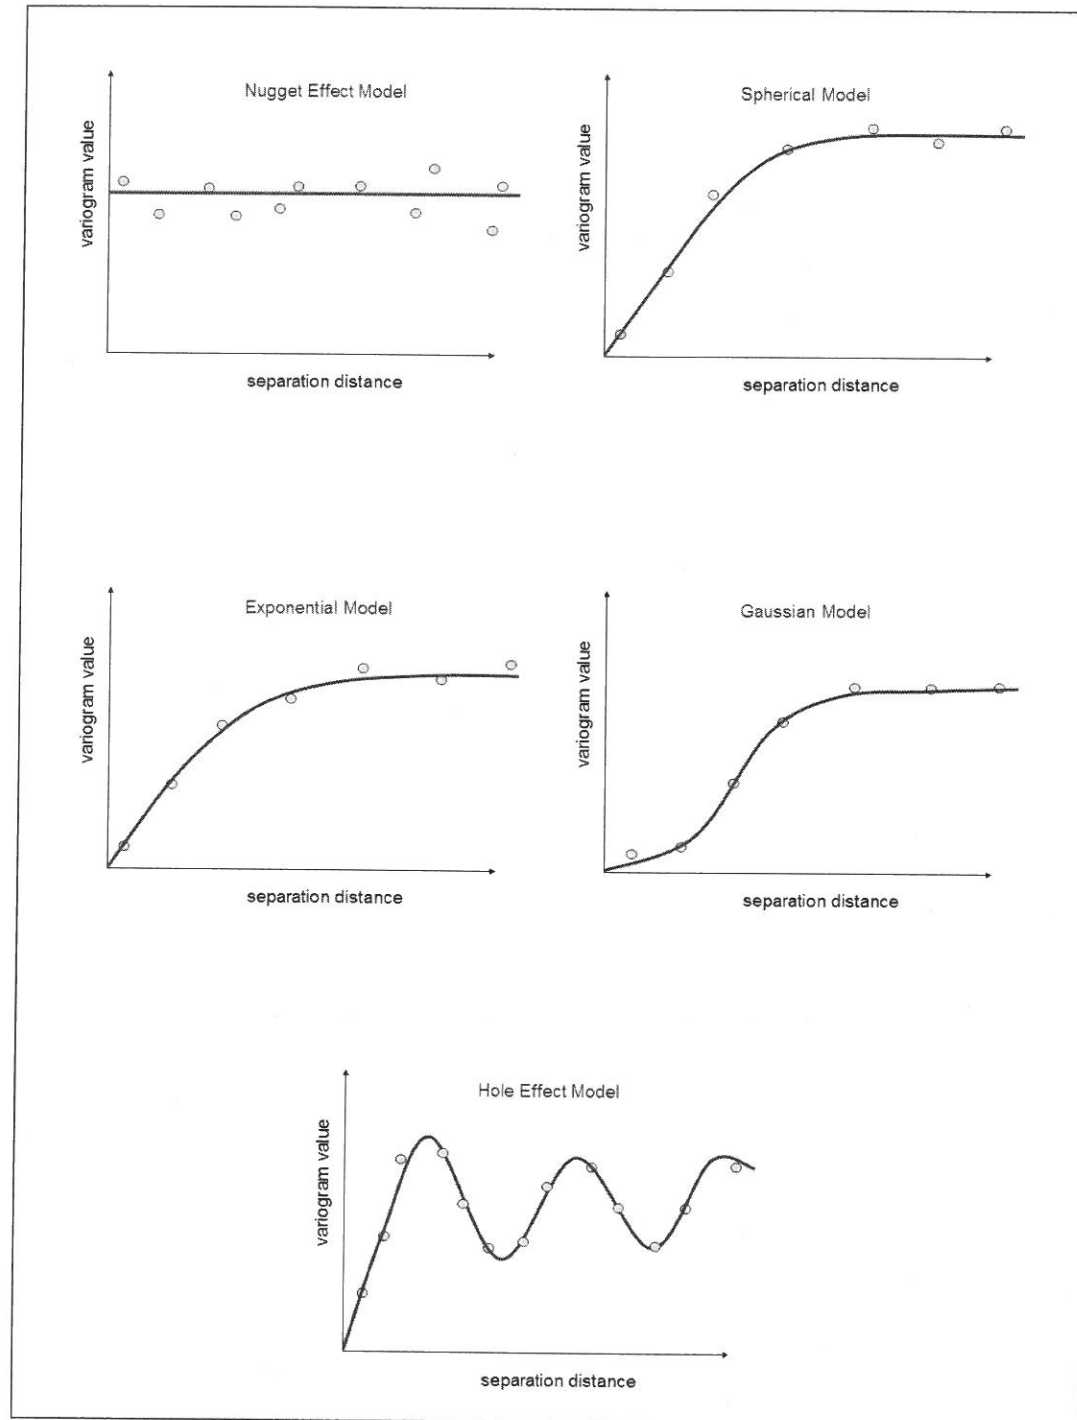 Nugget Effect Model
variogram value
separation distance
Spherical Model
variogram value
separation distance
Exponential Model
variogram value
separation distance
Gaussian Model
variogram value
separation distance
Hole Effect Model
variogram value
separation distance